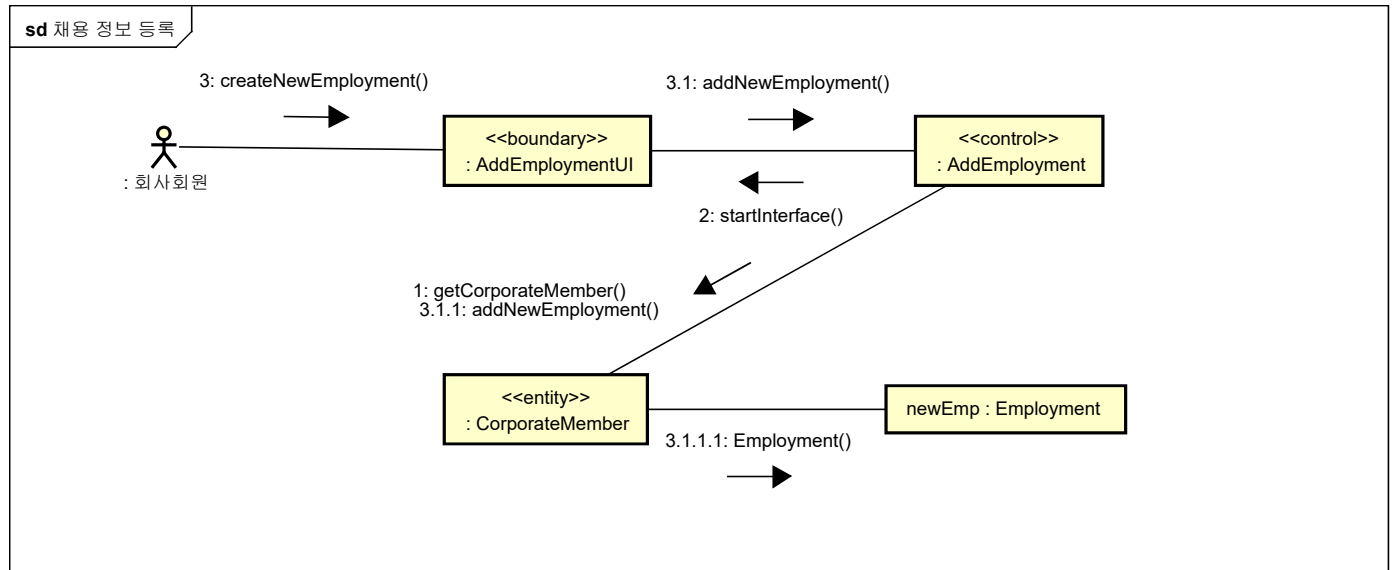 sd 채용 정보 등록
3: createNewEmployment()
3.1: addNewEmployment()
<<boundary>>
: AddEmploymentUI
<<control>>
: AddEmployment
: 회사회원
2: startInterface()
1: getCorporateMember()
3.1.1: addNewEmployment()
<<entity>>
: CorporateMember
newEmp : Employment
3.1.1.1: Employment()